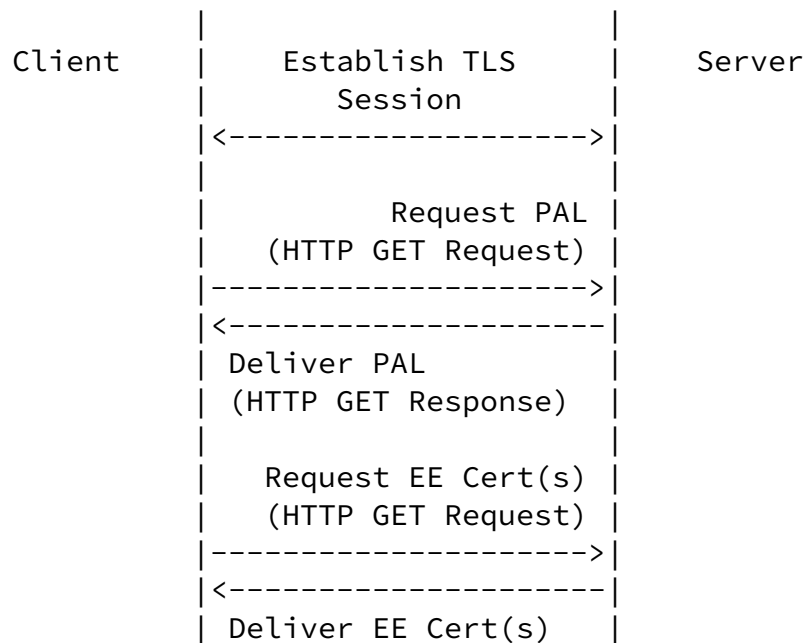 Client Establish TLS Server
Session
Request PAL
(HTTP GET Request)
Deliver PAL
(HTTP GET Response)
Request EE Cert(s)
(HTTP GET Request)
Deliver EE Cert(s)